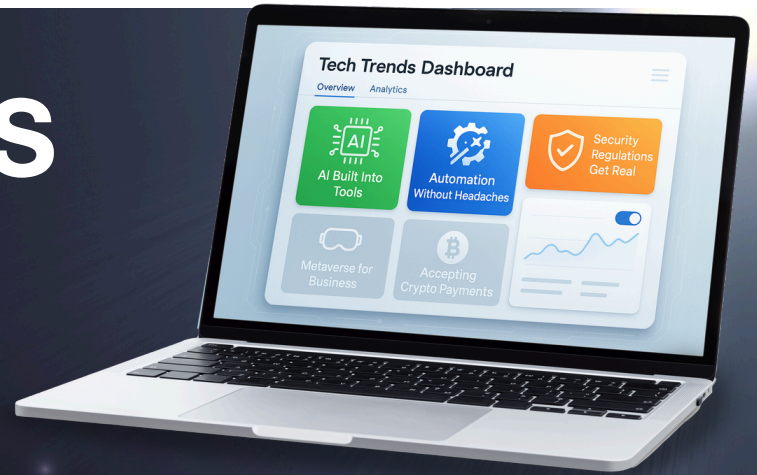 S
Tech Trends Dashboard
Overview Analytics
AI
AI Built Into
Tools
Automation
Without Headaches
Security
Regulations
Get Real
Metaverse for
Business
Accepting
Crypto Payments